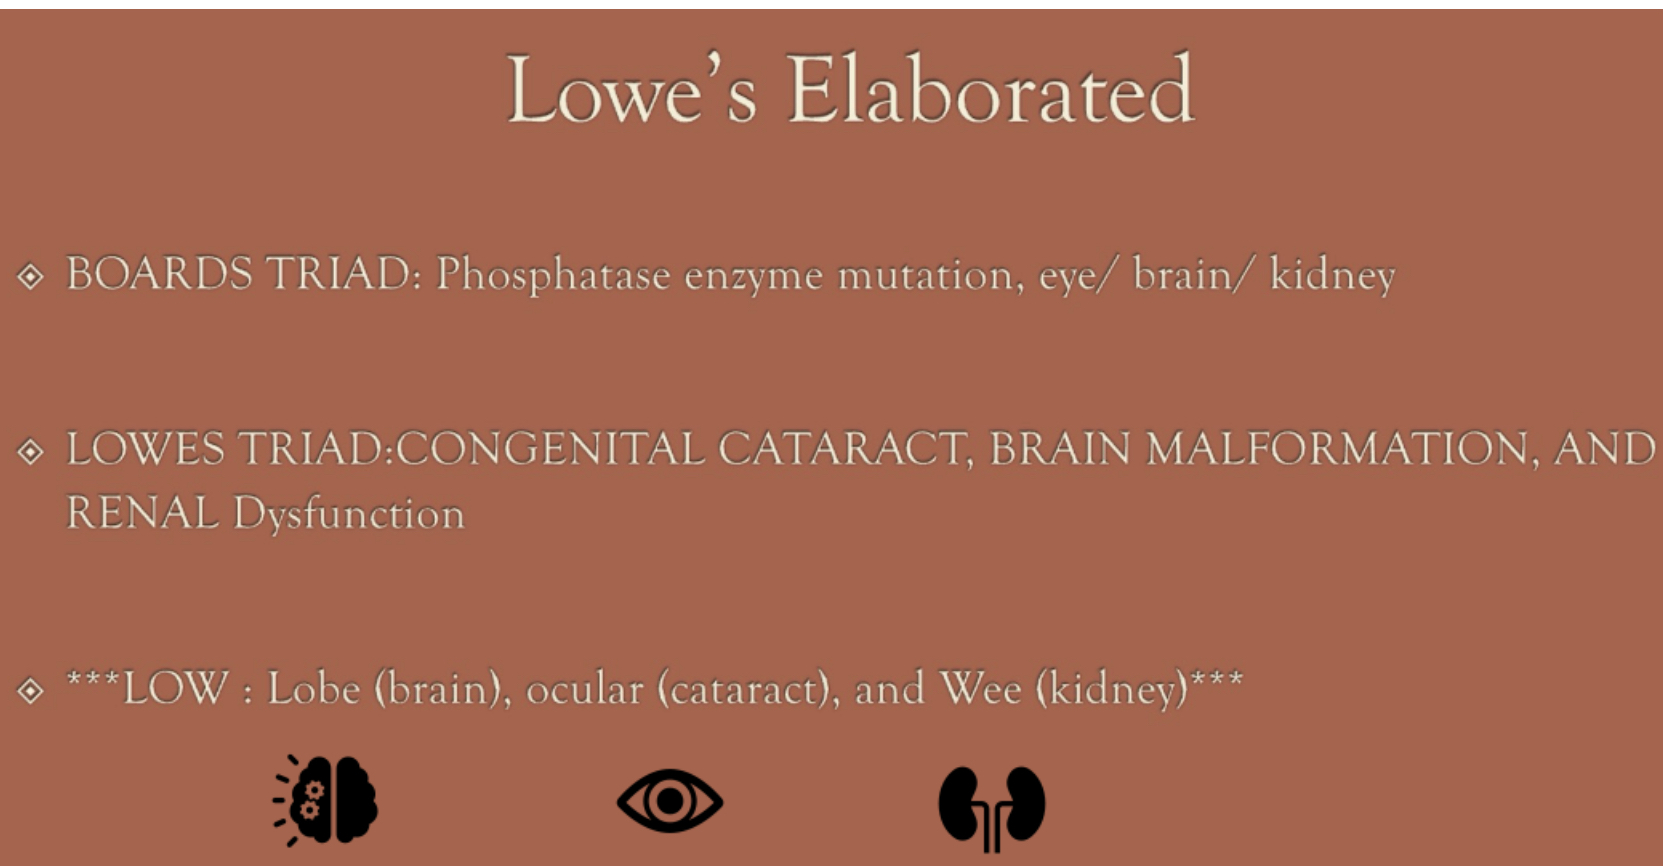 Lowe’s Elaborated
BOARDS TRIAD: Phosphatase enzyme mutation, eye/ brain/ kidney
LOWES TRIAD:CONGENITAL CATARACT, BRAIN MALFORMATION, AND
RENAL Dysfunction
***LOW : Lobe (brain), ocular (cataract), and Wee (kidney)***